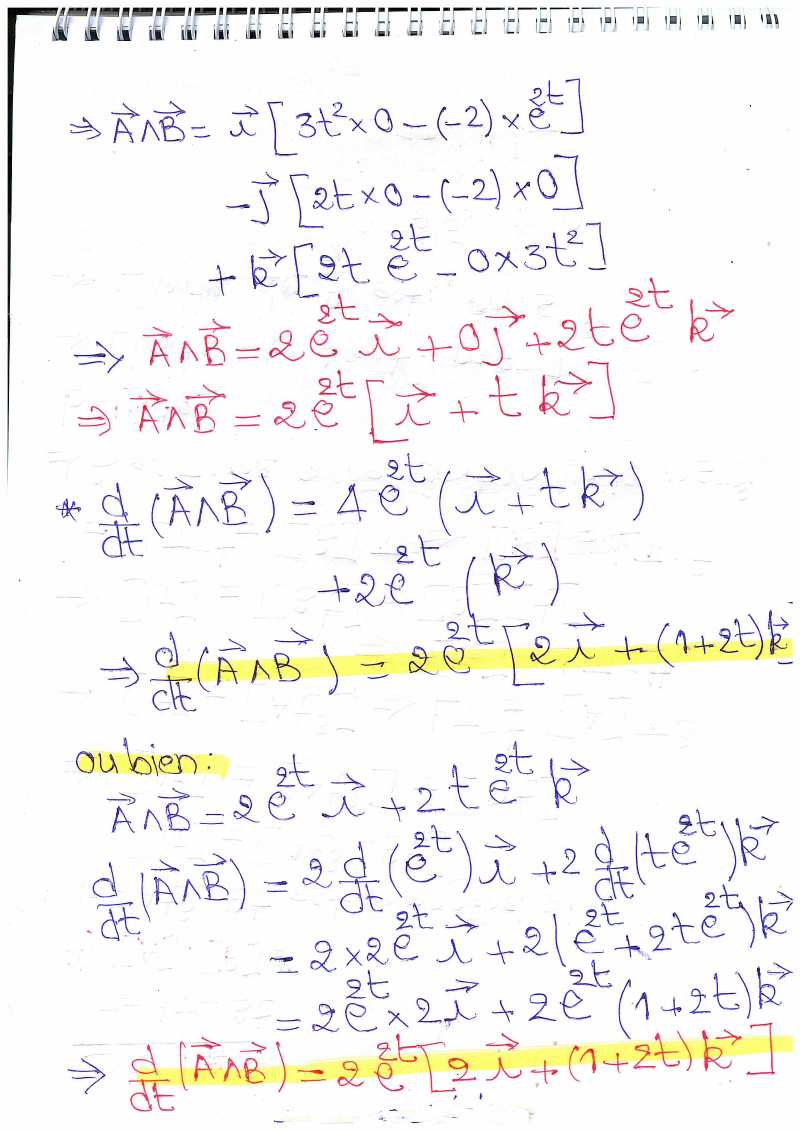 ⇒ A⃗∧B⃗ = i⃗ [3t²×0 − (−2)×e^{2t}]
−j⃗ [2t×0 − (−2)×0]
+ k⃗ [2t e^{2t} − 0×3t²]
⇒ A⃗∧B⃗ = 2e^{2t} i⃗ + 0j⃗ + 2te^{2t} k⃗
⇒ A⃗∧B⃗ = 2e^{2t} [i⃗ + t k⃗]
* d/dt (A⃗∧B⃗) = 4e^{2t} (i⃗ + t k⃗)
+2e^{2t} (k⃗)
⇒ d/dt (A⃗∧B⃗) = 2e^{2t} [2i⃗ + (1+2t)k⃗
ou bien:
A⃗∧B⃗ = 2e^{2t} i⃗ + 2te^{2t} k⃗
d/dt (A⃗∧B⃗) = 2 d/dt (e^{2t}) i⃗ + 2 d/dt (te^{2t}) k⃗
= 2×2e^{2t} i⃗ + 2(e^{2t} + 2te^{2t}) k⃗
= 2e^{2t}×2i⃗ + 2e^{2t} (1+2t) k⃗
⇒ d/dt (A⃗∧B⃗) = 2e^{2t} [2i⃗ + (1+2t) k⃗]